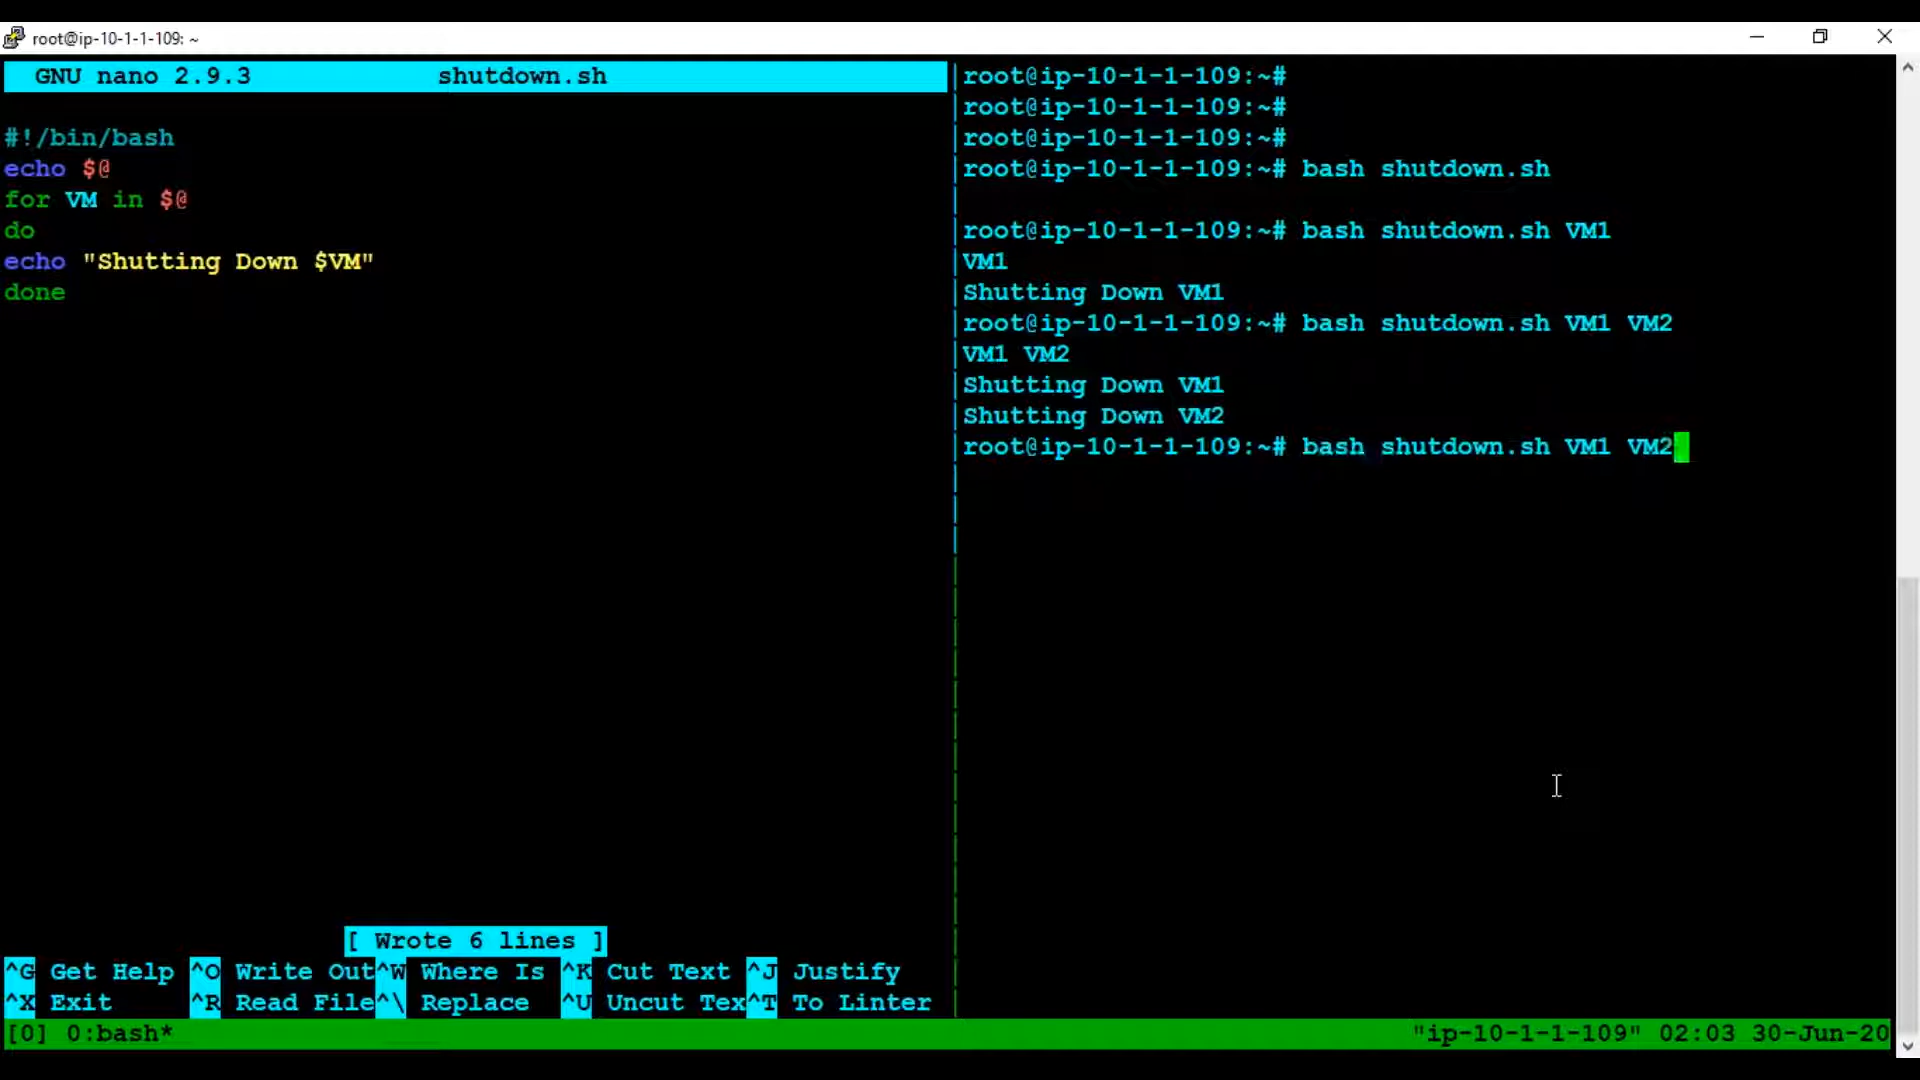 root@ip-10-1-1-109: ~
GNU nano 2.9.3 shutdown.sh
#!/bin/bash
echo $@
for VM in $@
do
echo "Shutting Down $VM"
done
[ Wrote 6 lines ]
^G Get Help ^O Write Out ^W Where Is ^K Cut Text ^J Justify
^X Exit ^R Read File ^\ Replace ^U Uncut Tex ^T To Linter
root@ip-10-1-1-109:~#
root@ip-10-1-1-109:~#
root@ip-10-1-1-109:~#
root@ip-10-1-1-109:~# bash shutdown.sh
root@ip-10-1-1-109:~# bash shutdown.sh VM1
VM1
Shutting Down VM1
root@ip-10-1-1-109:~# bash shutdown.sh VM1 VM2
VM1 VM2
Shutting Down VM1
Shutting Down VM2
root@ip-10-1-1-109:~# bash shutdown.sh VM1 VM2
[0] 0:bash* "ip-10-1-1-109" 02:03 30-Jun-20